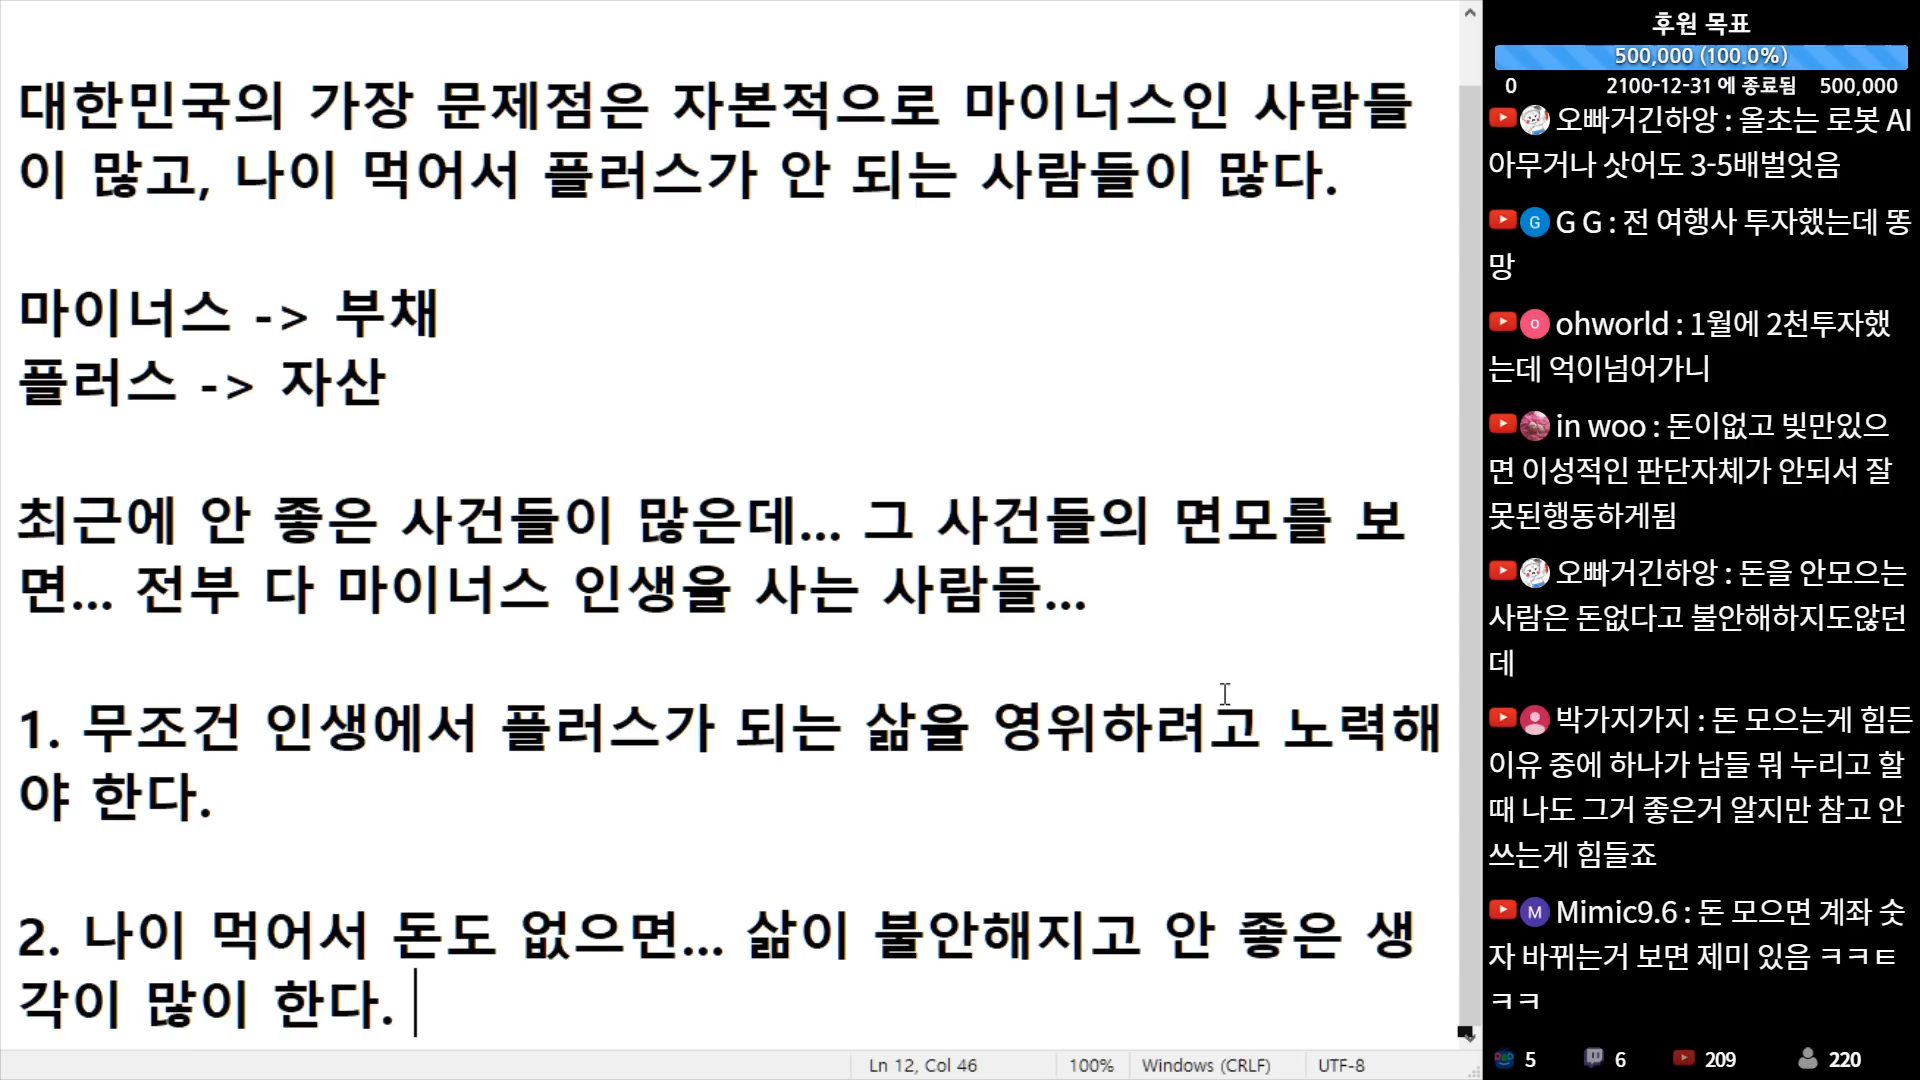 대한민국의 가장 문제점은 자본적으로 마이너스인 사람들
이 많고, 나이 먹어서 플러스가 안 되는 사람들이 많다.
마이너스 -> 부채
플러스 -> 자산
최근에 안 좋은 사건들이 많은데... 그 사건들의 면모를 보
면... 전부 다 마이너스 인생을 사는 사람들...
1. 무조건 인생에서 플러스가 되는 삶을 영위하려고 노력해
야 한다.
2. 나이 먹어서 돈도 없으면... 삶이 불안해지고 안 좋은 생
각이 많이 한다.
Ln 12, Col 46 100% Windows (CRLF) UTF-8
후원 목표
500,000 (100.0%)
0 2100-12-31 에 종료됨 500,000
오빠거긴하앙 : 올초는 로봇 AI
아무거나 삿어도 3-5배벌엇음
G G G : 전 여행사 투자했는데 똥
망
o ohworld : 1월에 2천투자했
는데 억이넘어가니
in woo : 돈이없고 빚만있으
면 이성적인 판단자체가 안되서 잘
못된행동하게됨
오빠거긴하앙 : 돈을 안모으는
사람은 돈없다고 불안해하지도않던
데
박가지가지 : 돈 모으는게 힘든
이유 중에 하나가 남들 뭐 누리고 할
때 나도 그거 좋은거 알지만 참고 안
쓰는게 힘들죠
M Mimic9.6 : 돈 모으면 계좌 숫
자 바뀌는거 보면 제미 있음 ㅋㅋㅌ
ㅋㅋ
5 6 209 220